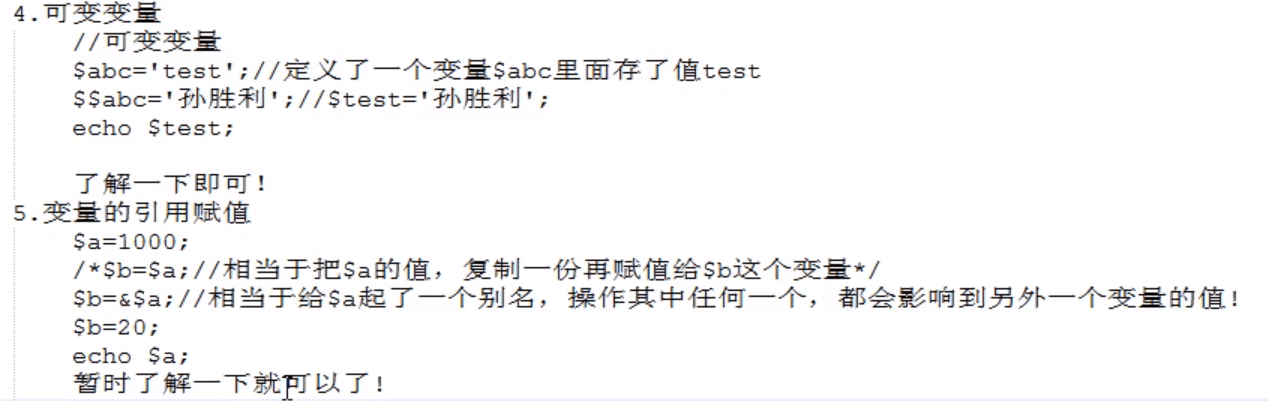 4.可变变量
//可变变量
$abc='test';//定义了一个变量$abc里面存了值test
$$abc='孙胜利';//$test='孙胜利';
echo $test;
了解一下即可!
5.变量的引用赋值
$a=1000;
/*$b=$a;//相当于把$a的值，复制一份再赋值给$b这个变量*/
$b=&$a;//相当于给$a起了一个别名，操作其中任何一个，都会影响到另外一个变量的值!
$b=20;
echo $a;
暂时了解一下就可以了!